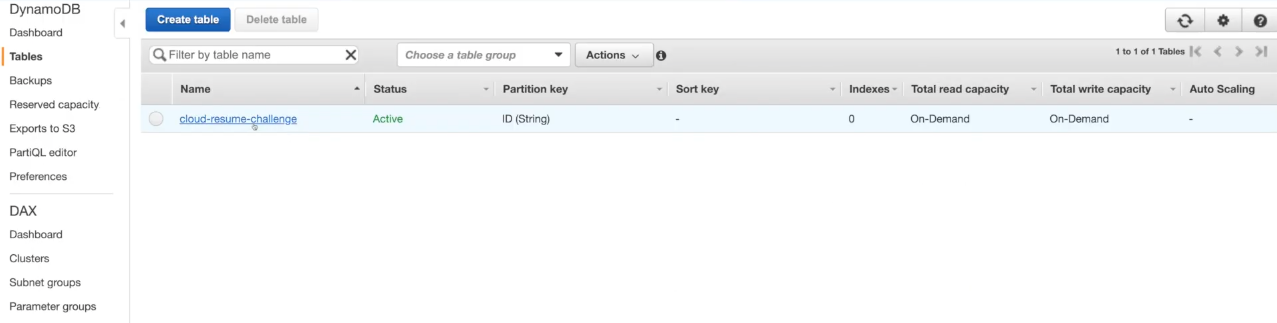 DynamoDB
Dashboard
Tables
Backups
Reserved capacity
Exports to S3
PartiQL editor
Preferences
DAX
Dashboard
Clusters
Subnet groups
Parameter groups
Create table Delete table
Filter by table name Choose a table group Actions 1 to 1 of 1 Tables
Name Status Partition key Sort key Indexes Total read capacity Total write capacity Auto Scaling
cloud-resume-challenge Active ID (String) - 0 On-Demand On-Demand -